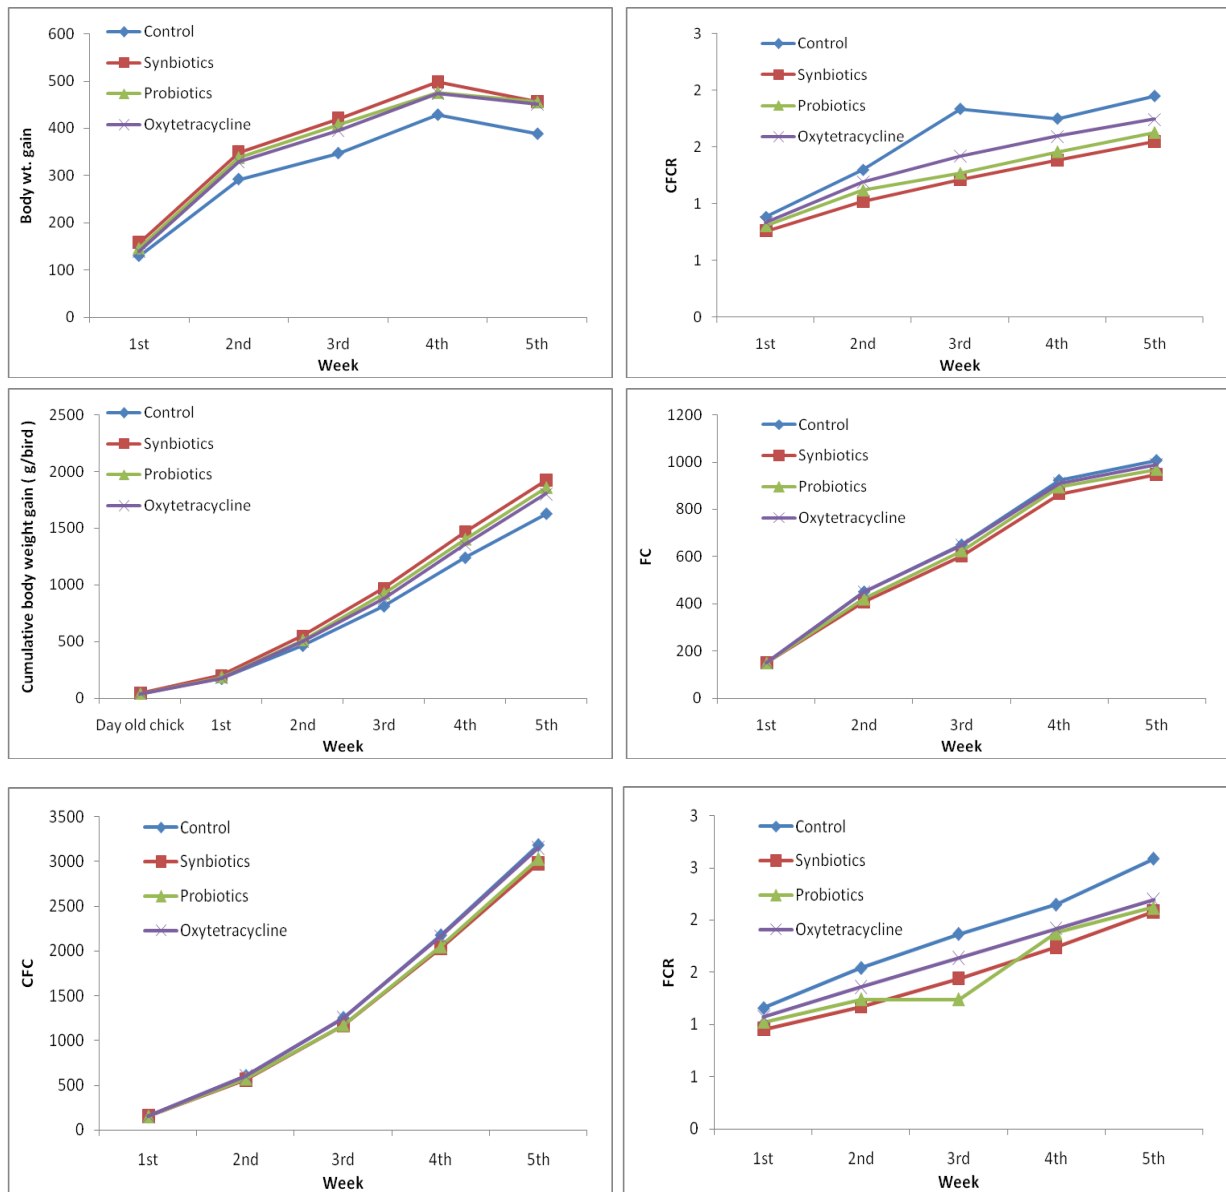 Body wt. gain
600
500
400
300
200
100
0
Control
Synbiotics
Probiotics
Oxytetracycline
1st 2nd 3rd 4th 5th
Week
CFCR
3
2
2
1
1
0
Control
Synbiotics
Probiotics
Oxytetracycline
1st 2nd 3rd 4th 5th
Week
Cumulative body weight gain ( g/bird )
2500
2000
1500
1000
500
0
Control
Synbiotics
Probiotics
Oxytetracycline
Day old chick 1st 2nd 3rd 4th 5th
Week
FC
1200
1000
800
600
400
200
0
Control
Synbiotics
Probiotics
Oxytetracycline
1st 2nd 3rd 4th 5th
Week
CFC
3500
3000
2500
2000
1500
1000
500
0
Control
Synbiotics
Probiotics
Oxytetracycline
1st 2nd 3rd 4th 5th
Week
FCR
3
3
2
2
1
1
0
Control
Synbiotics
Probiotics
Oxytetracycline
1st 2nd 3rd 4th 5th
Week